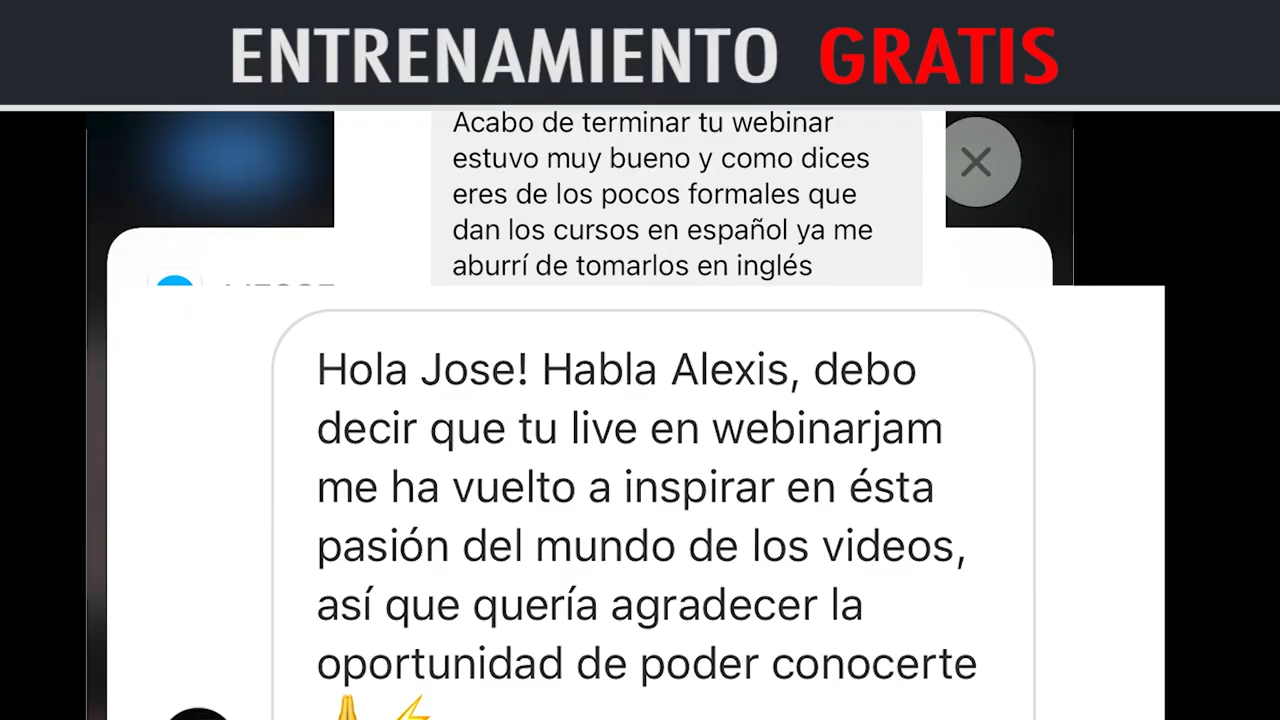 ENTRENAMIENTO GRATIS
Acabo de terminar tu webinar
estuvo muy bueno y como dices
eres de los pocos formales que
dan los cursos en español ya me
aburrí de tomarlos en inglés
Hola Jose! Habla Alexis, debo
decir que tu live en webinarjam
me ha vuelto a inspirar en ésta
pasión del mundo de los videos,
así que quería agradecer la
oportunidad de poder conocerte
🙏⚡